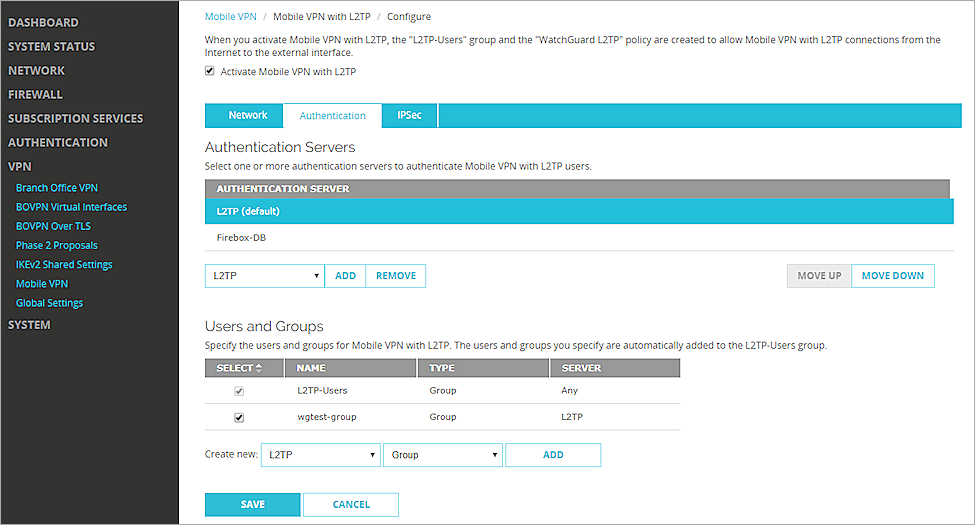 DASHBOARD
SYSTEM STATUS
NETWORK
FIREWALL
SUBSCRIPTION SERVICES
AUTHENTICATION
VPN
Branch Office VPN
BOVPN Virtual Interfaces
BOVPN Over TLS
Phase 2 Proposals
IKEv2 Shared Settings
Mobile VPN
Global Settings
SYSTEM
Mobile VPN / Mobile VPN with L2TP / Configure
When you activate Mobile VPN with L2TP, the "L2TP-Users" group and the "WatchGuard L2TP" policy are created to allow Mobile VPN with L2TP connections from the
Internet to the external interface.
Activate Mobile VPN with L2TP
Network Authentication IPSec
Authentication Servers
Select one or more authentication servers to authenticate Mobile VPN with L2TP users.
AUTHENTICATION SERVER
L2TP (default)
Firebox-DB
L2TP ADD REMOVE MOVE UP MOVE DOWN
Users and Groups
Specify the users and groups for Mobile VPN with L2TP. The users and groups you specify are automatically added to the L2TP-Users group.
SELECT NAME TYPE SERVER
L2TP-Users Group Any
wgtest-group Group L2TP
Create new: L2TP Group ADD
SAVE CANCEL